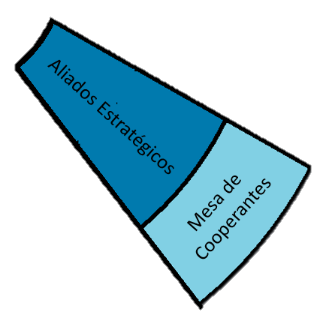 Aliados Estratégicos
Mesa de
Cooperantes